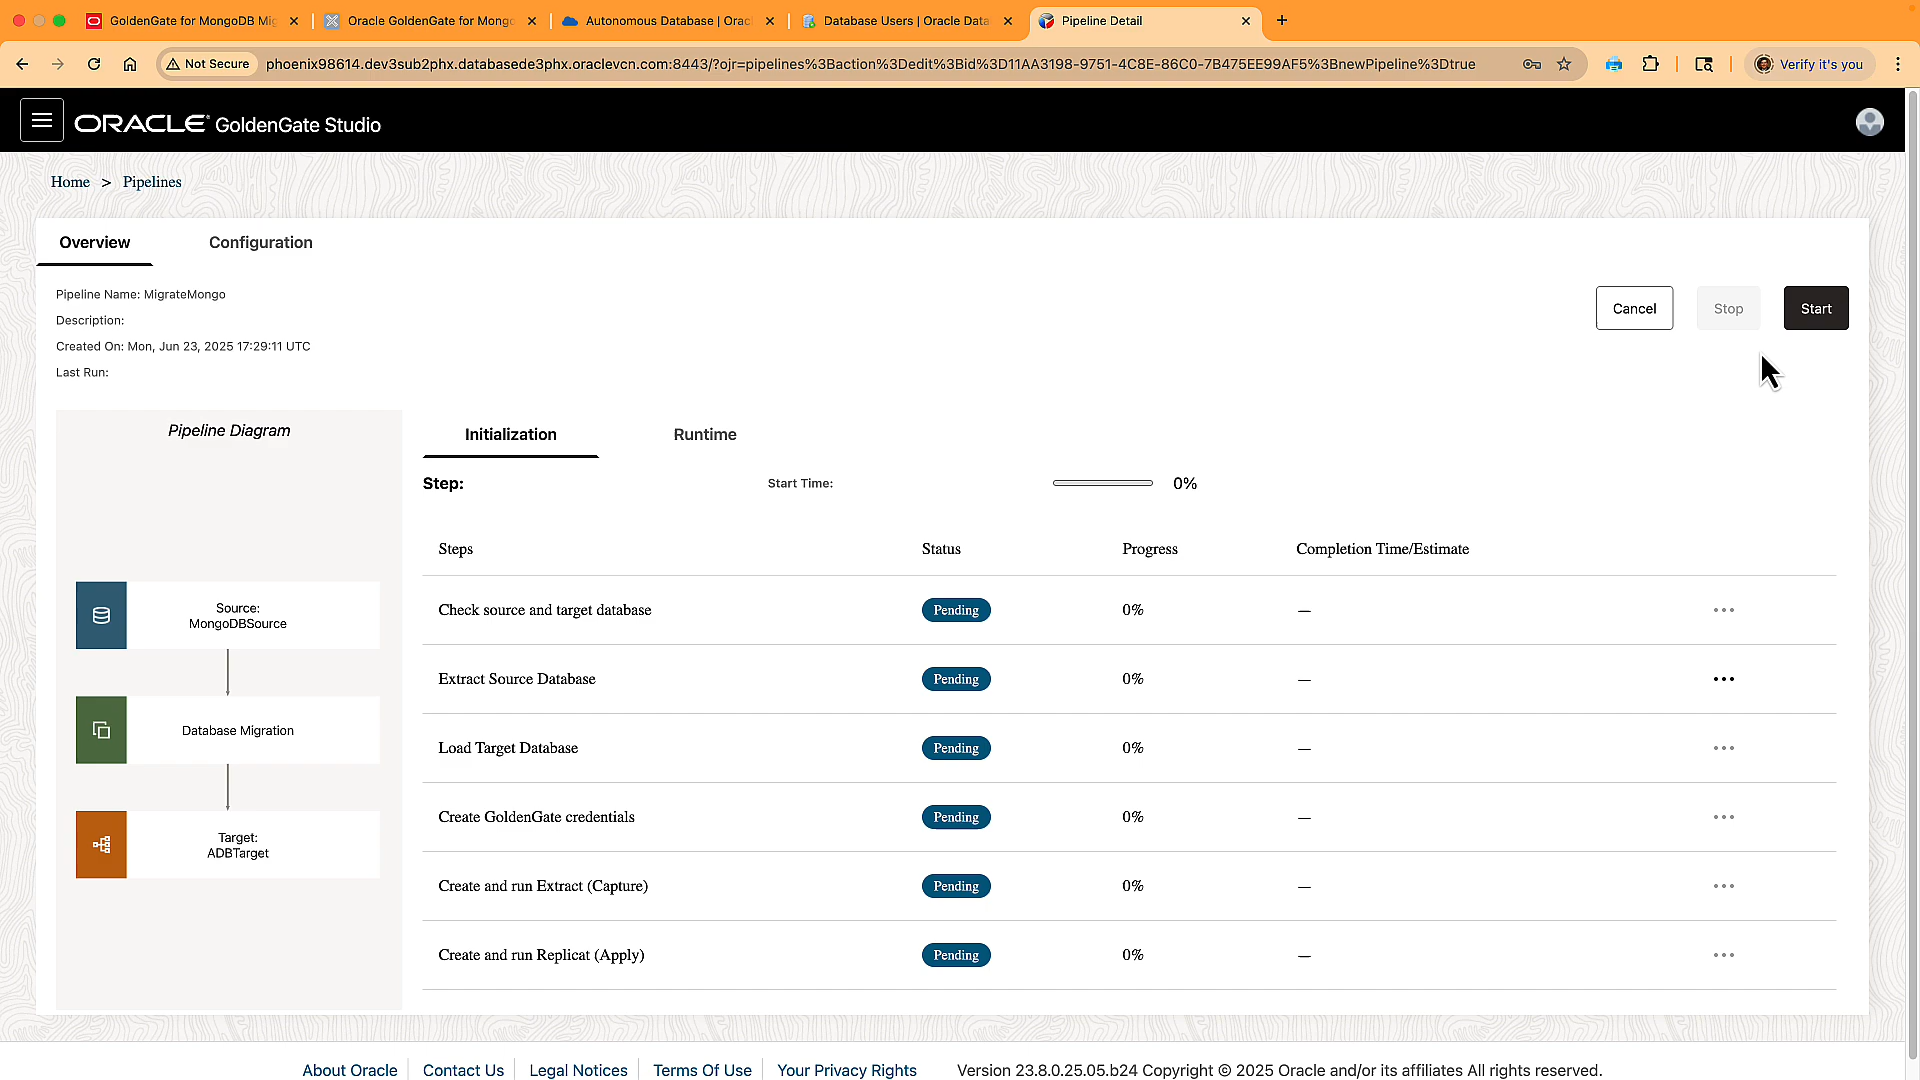 GoldenGate for MongoDB Mig
Oracle GoldenGate for Mongo
Autonomous Database | Orac
Database Users | Oracle Data
Pipeline Detail
Not Secure
phoenix98614.dev3sub2phx.databasede3phx.oraclevcn.com:8443/?ojr=pipelines%3Baction%3Dedit%3Bid%3D11AA3198-9751-4C8E-86C0-7B475EE99AF5%3BnewPipeline%3Dtrue
Verify it's you
ORACLE GoldenGate Studio
Home > Pipelines
Overview
Configuration
Pipeline Name: MigrateMongo
Description:
Created On: Mon, Jun 23, 2025 17:29:11 UTC
Last Run:
Cancel
Stop
Start
Pipeline Diagram
Source:
MongoDBSource
Database Migration
Target:
ADBTarget
Initialization
Runtime
Step:
Start Time:
0%
Steps Status Progress Completion Time/Estimate
Check source and target database Pending 0% —
Extract Source Database Pending 0% —
Load Target Database Pending 0% —
Create GoldenGate credentials Pending 0% —
Create and run Extract (Capture) Pending 0% —
Create and run Replicat (Apply) Pending 0% —
About Oracle
Contact Us
Legal Notices
Terms Of Use
Your Privacy Rights
Version 23.8.0.25.05.b24 Copyright © 2025 Oracle and/or its affiliates All rights reserved.